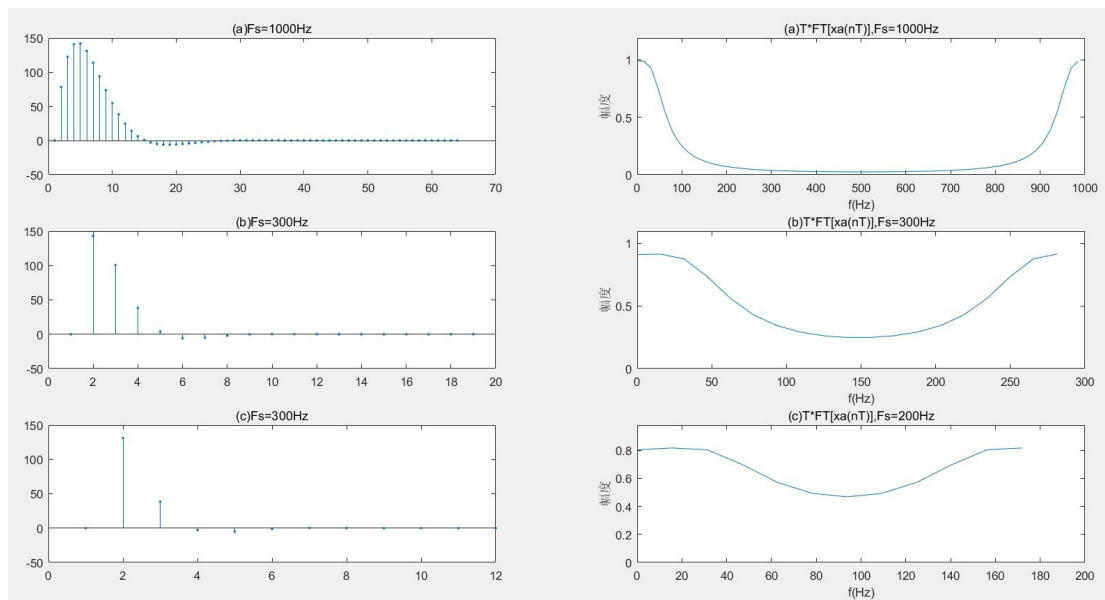 (a)Fs=1000Hz
150
100
50
0
-50
0 10 20 30 40 50 60 70
(a)T*FT[xa(nT)],Fs=1000Hz
1
0.5
0
幅度
0 100 200 300 400 500 600 700 800 900 1000
f(Hz)
(b)Fs=300Hz
150
100
50
0
-50
0 2 4 6 8 10 12 14 16 18 20
(b)T*FT[xa(nT)],Fs=300Hz
1
0.5
0
幅度
0 50 100 150 200 250 300
f(Hz)
(c)Fs=300Hz
150
100
50
0
-50
0 2 4 6 8 10 12
(c)T*FT[xa(nT)],Fs=200Hz
0.8
0.6
0.4
0.2
0
幅度
0 20 40 60 80 100 120 140 160 180 200
f(Hz)